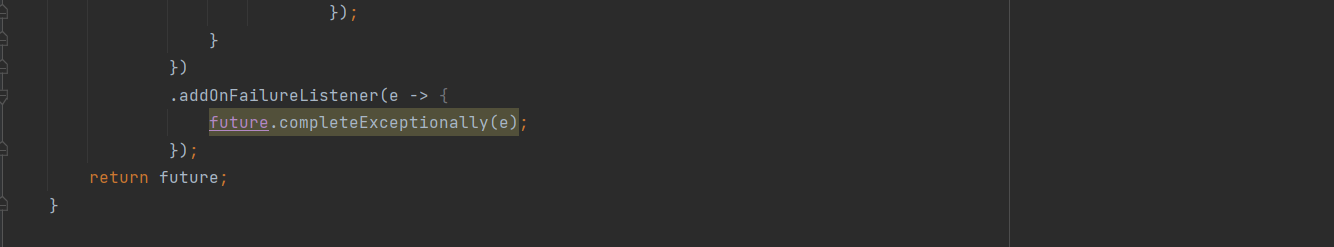 });
}
})
.addOnFailureListener(e -> {
future.completeExceptionally(e);
});
return future;
}